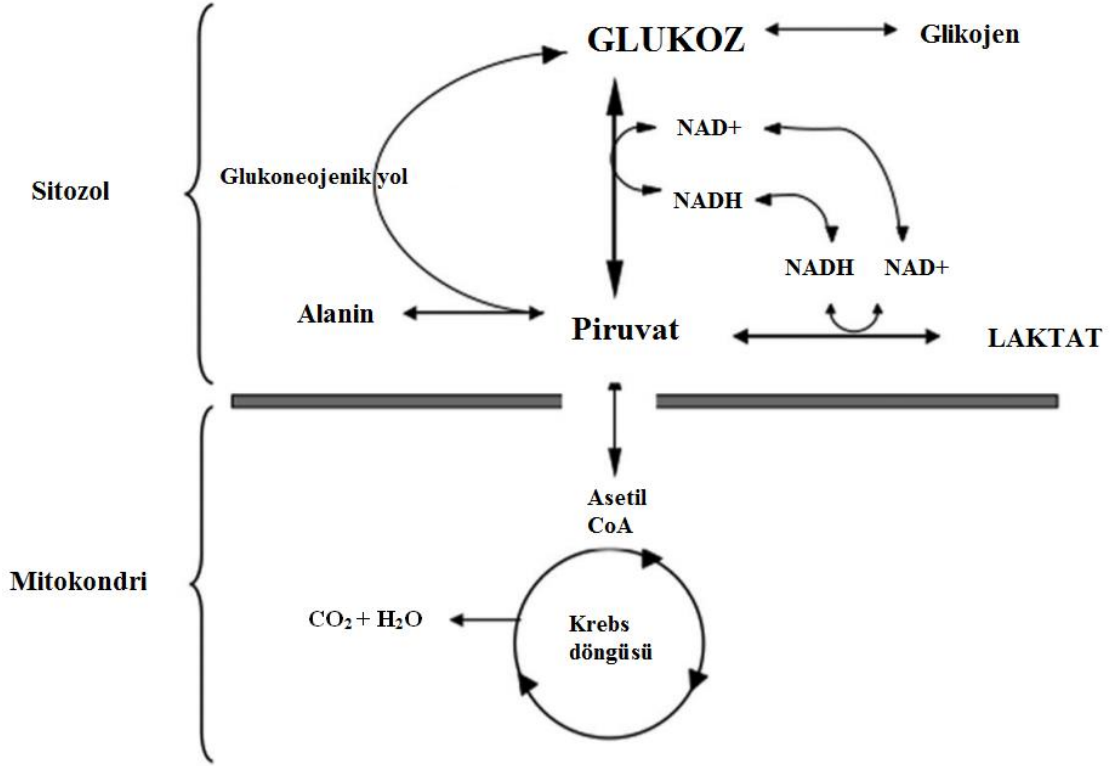 GLUKOZ
Glikojen
NAD+
Glukoneojenik yol
Sitozol
NADH
NADH
NAD+
Alanin
Piruvat
LAKTAT
Asetil
CoA
Mitokondri
CO₂ + H₂O
Krebs
döngüsü